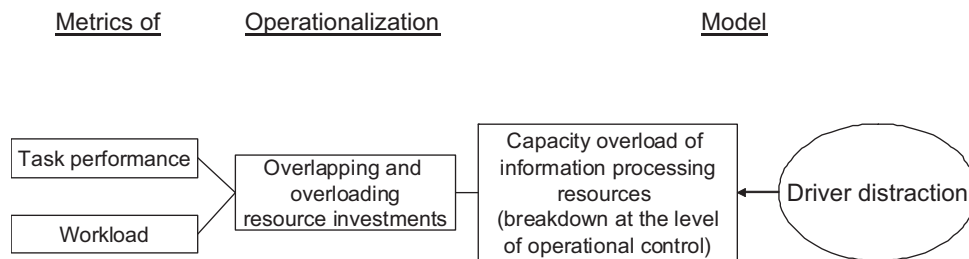 Metrics of
Operationalization
Model
Task performance
Workload
Overlapping and
overloading
resource investments
Capacity overload of
information processing
resources
(breakdown at the level
of operational control)
Driver distraction